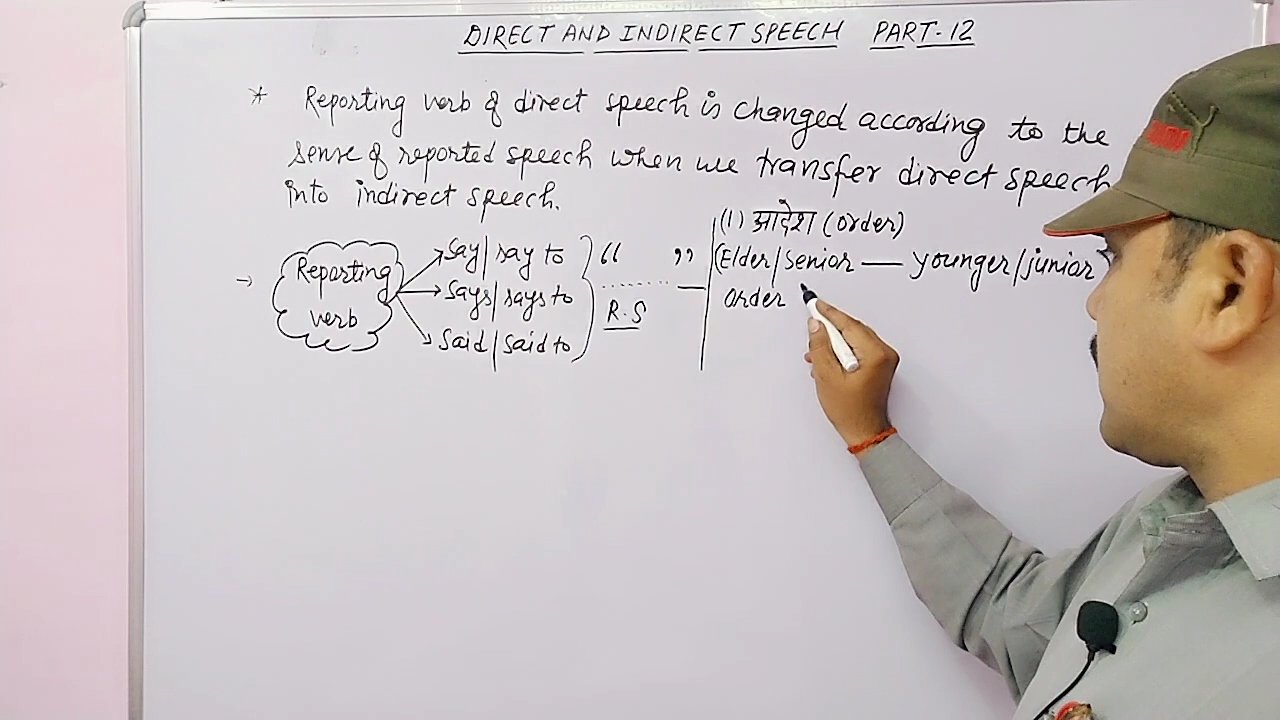 DIRECT AND INDIRECT SPEECH PART-12
* Reporting verb of direct speech is changed according to the
sense of reported speech when we transfer direct speech
into indirect speech.
(1) आदेश (order)
→ Reporting verb
say | say to
says | says to
said | said to
“ ........ ” —
R.S
(Elder/senior — younger/junior)
order